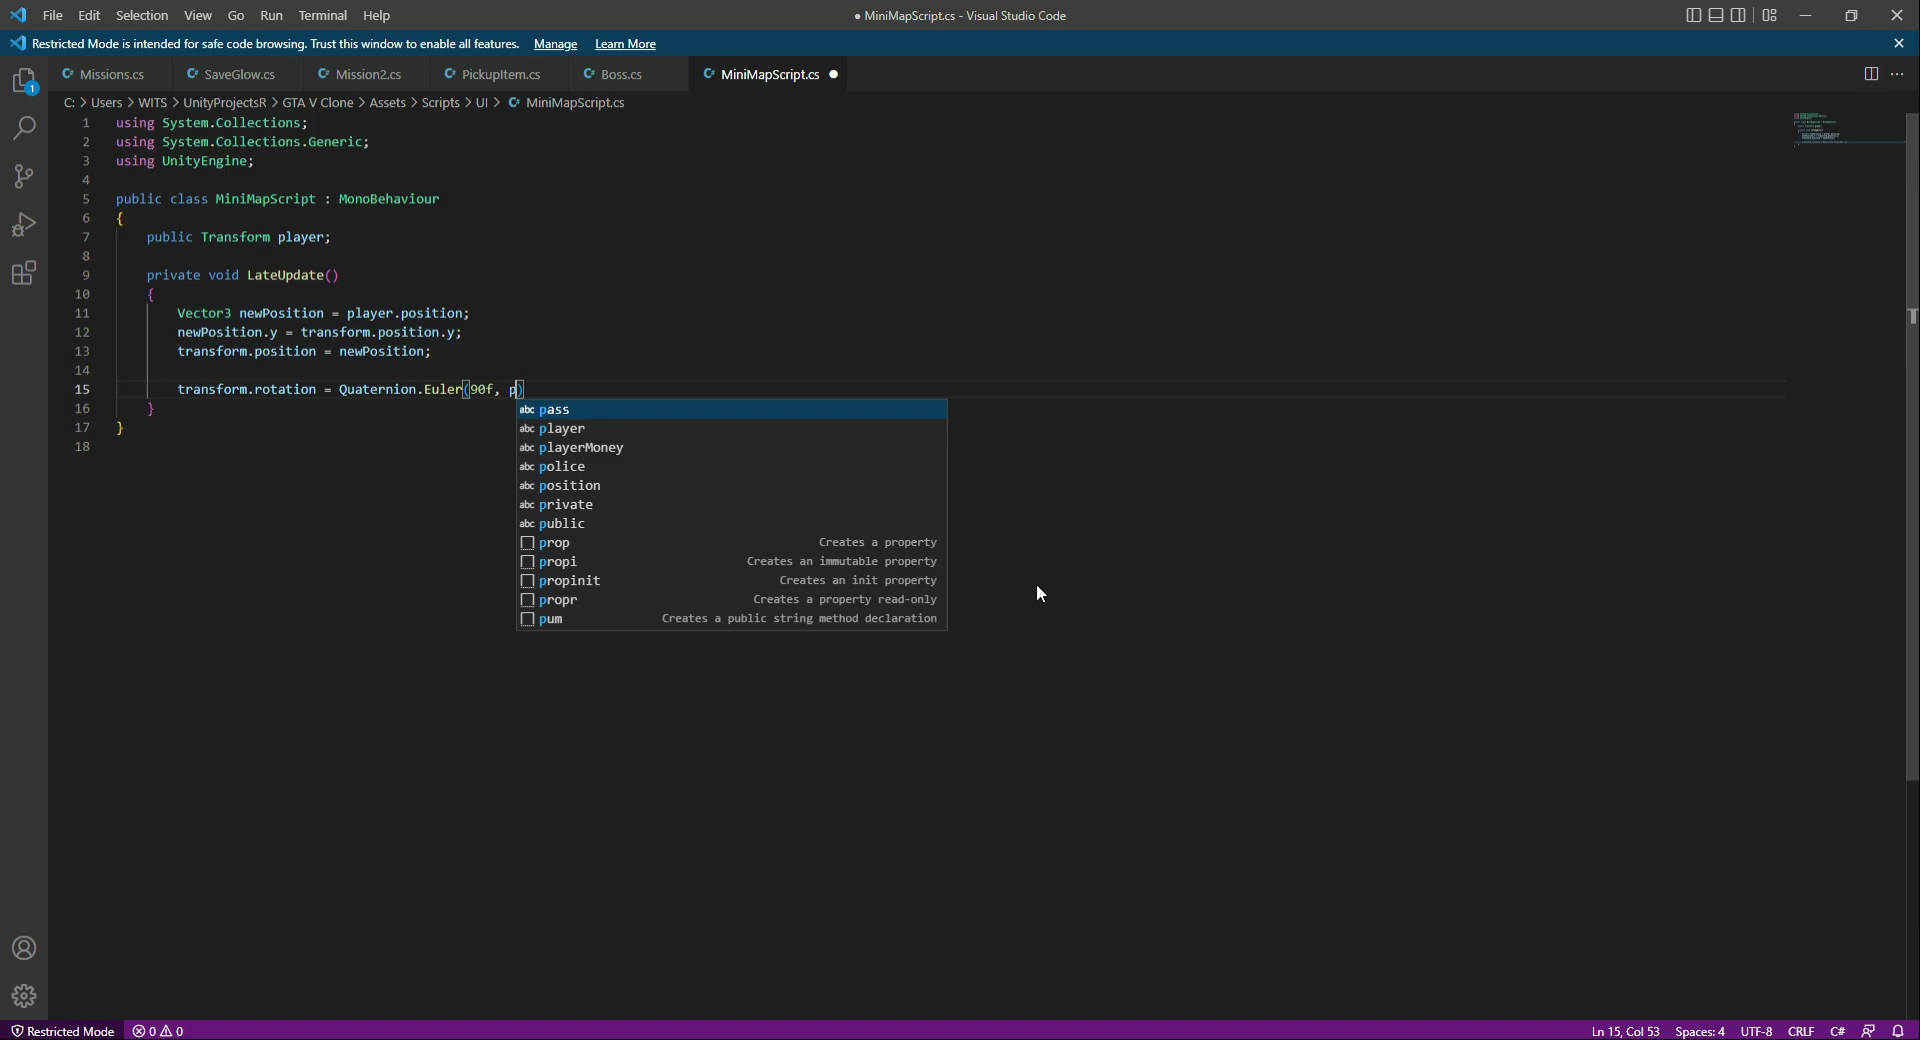 File Edit Selection View Go Run Terminal Help
● MiniMapScript.cs - Visual Studio Code
Restricted Mode is intended for safe code browsing. Trust this window to enable all features. Manage Learn More
Missions.cs SaveGlow.cs Mission2.cs PickupItem.cs Boss.cs MiniMapScript.cs ●
1
C: > Users > WITS > UnityProjectsR > GTA V Clone > Assets > Scripts > UI > MiniMapScript.cs
1 using System.Collections;
2 using System.Collections.Generic;
3 using UnityEngine;
4
5 public class MiniMapScript : MonoBehaviour
6 {
7 public Transform player;
8
9 private void LateUpdate()
10 {
11 Vector3 newPosition = player.position;
12 newPosition.y = transform.position.y;
13 transform.position = newPosition;
14
15 transform.rotation = Quaternion.Euler(90f, p)
16 }
17 }
18
abc pass
abc player
abc playerMoney
abc police
abc position
abc private
abc public
prop Creates a property
propi Creates an immutable property
propinit Creates an init property
propr Creates a property read-only
pum Creates a public string method declaration
Restricted Mode 0 0 Ln 15, Col 53 Spaces: 4 UTF-8 CRLF C#